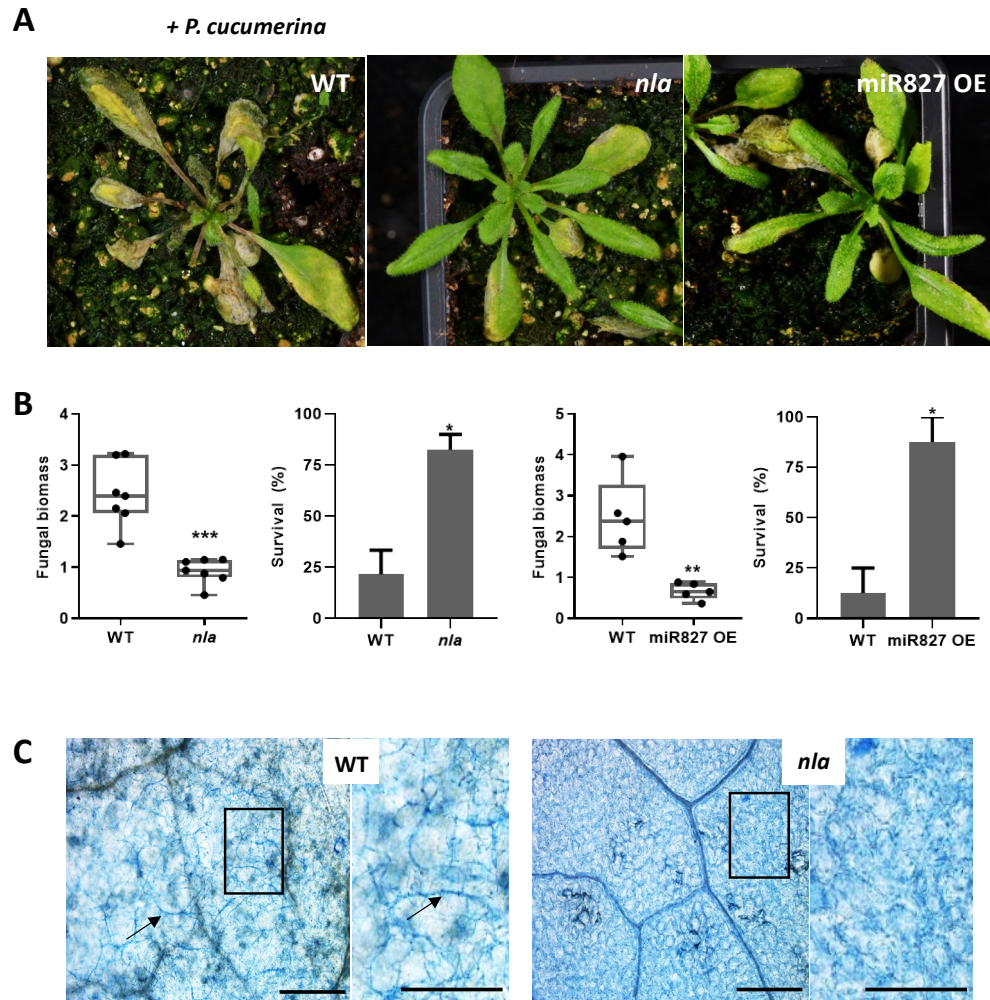 A
+ P. cucumerina
WT
nla
miR827 OE
B
4
3
2
1
0
Fungal biomass
***
WT
nla
100
75
50
25
0
Survival (%)
*
WT
nla
5
4
3
2
1
0
Fungal biomass
**
WT
miR827 OE
100
75
50
25
0
Survival (%)
*
WT
miR827 OE
C
WT
nla